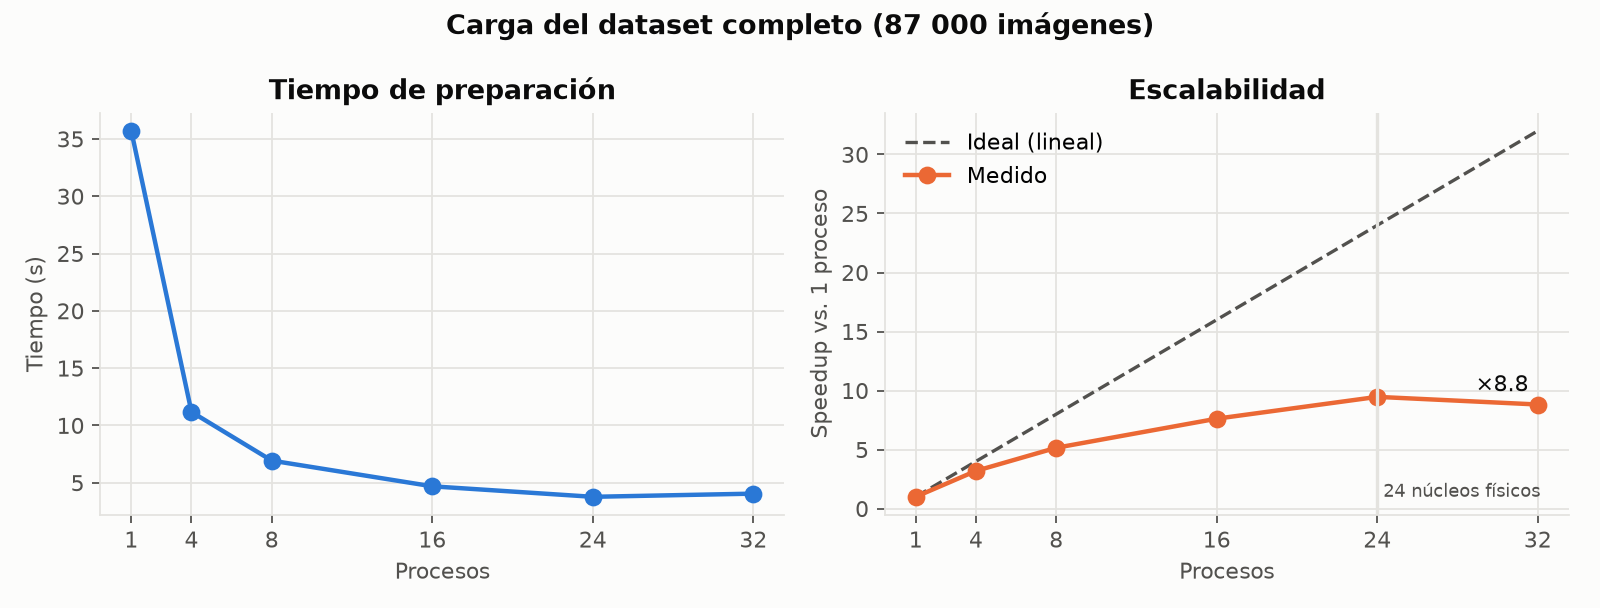 Carga del dataset completo (87 000 imágenes)
Tiempo de preparación
Tiempo (s)
35
30
25
20
15
10
5
1 4 8 16 24 32
Procesos
Escalabilidad
Ideal (lineal)
Medido
Speedup vs. 1 proceso
30
25
20
15
10
5
0
×8.8
24 núcleos físicos
1 4 8 16 24 32
Procesos